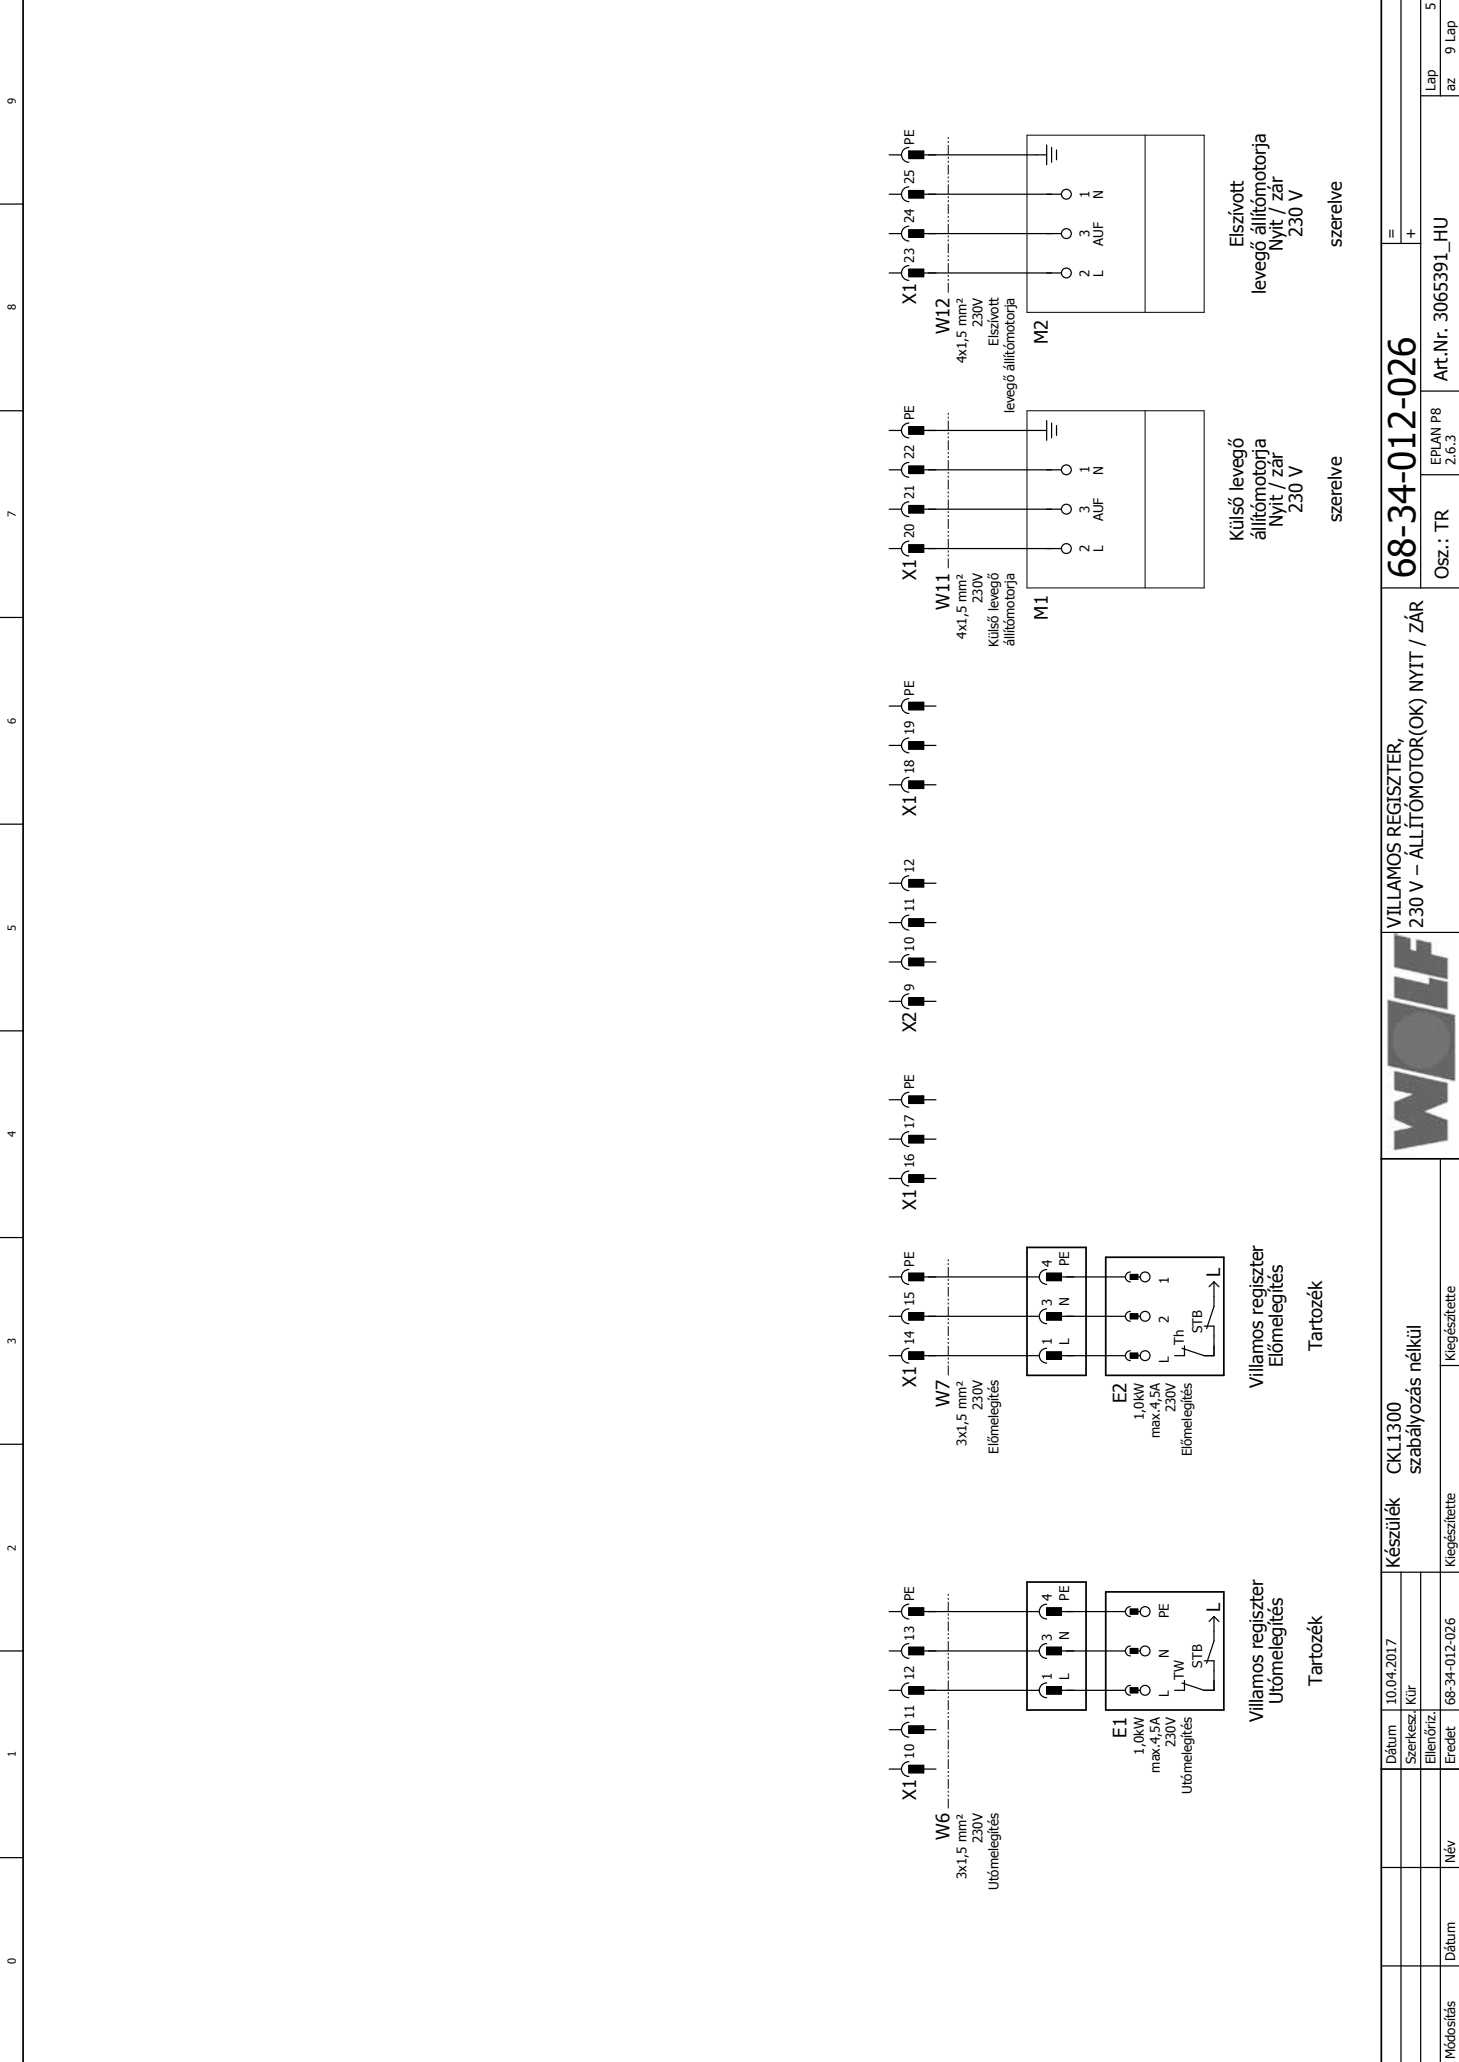 0 1 2 3 4 5 6 7 8 9
X1 10 11 12 13 PE
W6
3x1,5 mm²
230V
Utómelegítés
1 3 4
L N PE
E1
1,0kW
max.4,5A
230V
Utómelegítés
L N PE
TW
STB
L
Villamos regiszter
Utómelegítés
Tartozék
X1 14 15 PE
W7
3x1,5 mm²
230V
Előmelegítés
1 3 4
L N PE
E2
1,0kW
max.4,5A
230V
Előmelegítés
L 2 1
Th
STB
L
Villamos regiszter
Előmelegítés
Tartozék
X1 16 17 PE
X2 9 10 11 12
X1 18 19 PE
X1 20 21 22 PE
W11
4x1,5 mm²
230V
Külső levegő
állítómotorja
M1
2 3 1
L AUF N
Külső levegő
állítómotorja
Nyit / zár
230 V
szerelve
X1 23 24 25 PE
W12
4x1,5 mm²
230V
Elszívott
levegő állítómotorja
M2
2 3 1
L AUF N
Elszívott
levegő állítómotorja
Nyit / zár
230 V
szerelve
Módosítás Dátum Név
Dátum 10.04.2017
Szerkesz. Kür
Ellenőriz.
Eredet 68-34-012-026
Készülék CKL1300
szabályozás nélkül
Kiegészítette Kiegészítette
WOLF
VILLAMOS REGISZTER,
230 V – ÁLLÍTÓMOTOR(OK) NYIT / ZÁR
68-34-012-026
=
+
Osz.: TR
EPLAN P8
2.6.3
Art.Nr. 3065391_HU
Lap 5
az 9 Lap